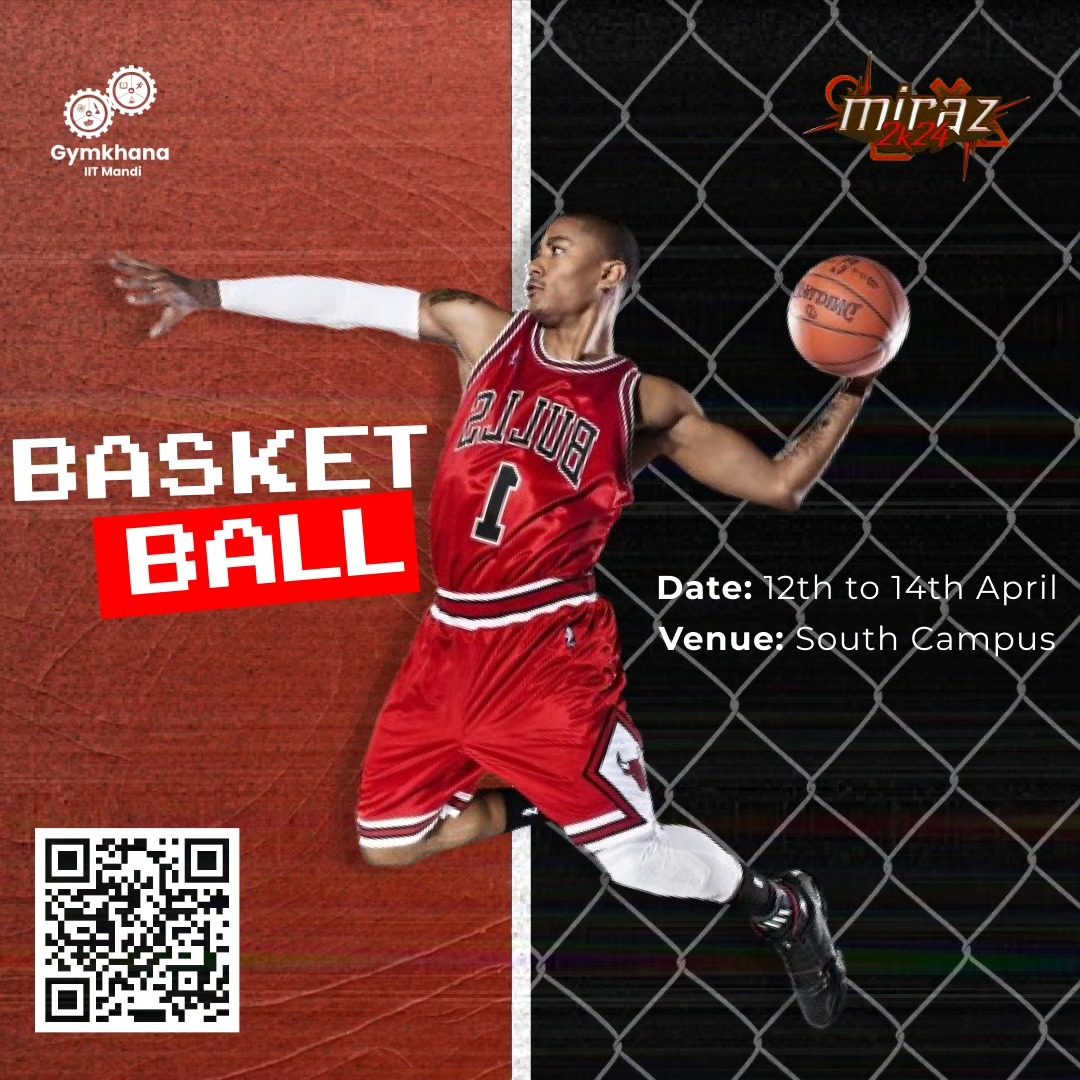 Gymkhana
IIT Mandi
miraz
2k24
BASKET
BALL
BULLS
1
SPALDING
Date: 12th to 14th April
Venue: South Campus